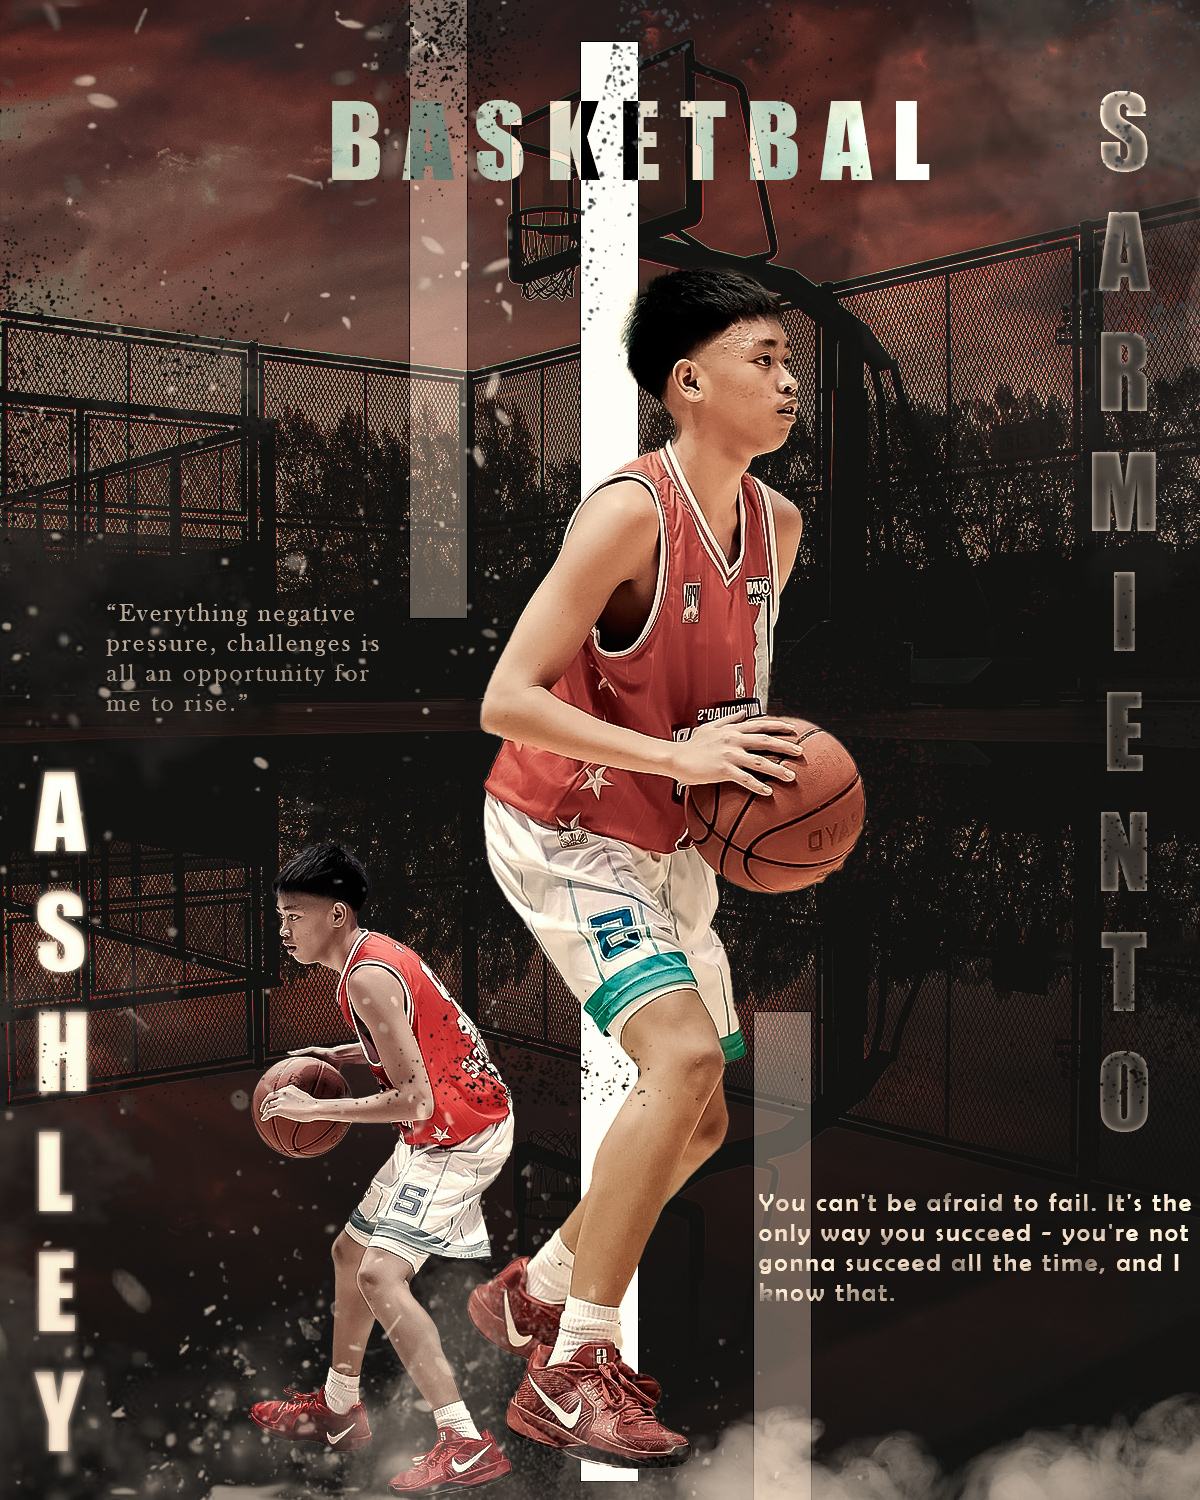 BASKETBAL
SARMIENTO
“Everything negative
pressure, challenges is
all an opportunity for
me to rise.”
ASHLEY
You can't be afraid to fail. It's the
only way you succeed - you're not
gonna succeed all the time, and I
know that.